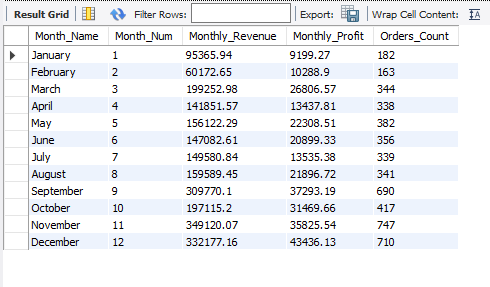 Result Grid Filter Rows: Export: Wrap Cell Content:
Month_Name Month_Num Monthly_Revenue Monthly_Profit Orders_Count
January 1 95365.94 9199.27 182
February 2 60172.65 10288.9 163
March 3 199252.98 26806.57 344
April 4 141851.57 13437.81 338
May 5 156122.29 22308.51 382
June 6 147082.61 20899.33 356
July 7 149580.84 13535.38 339
August 8 159589.45 21896.72 341
September 9 309770.1 37293.19 690
October 10 197115.2 31469.66 417
November 11 349120.07 35825.54 747
December 12 332177.16 43436.13 710